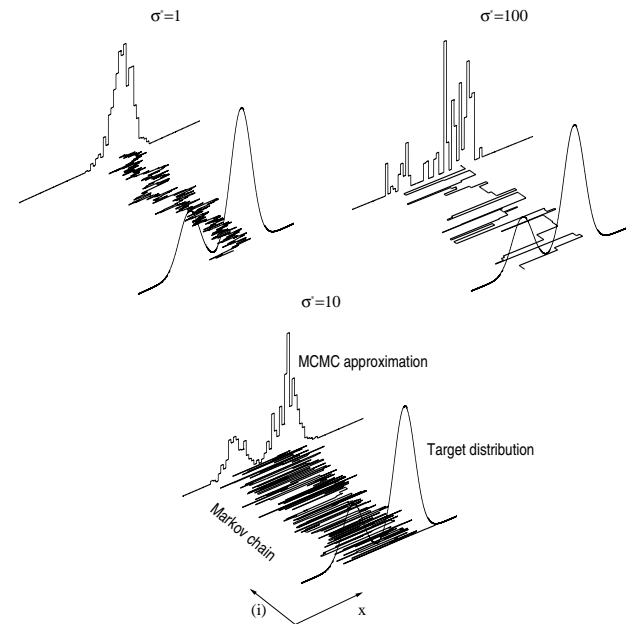 σ*=1
σ*=100
σ*=10
MCMC approximation
Target distribution
Markov chain
(i)
x